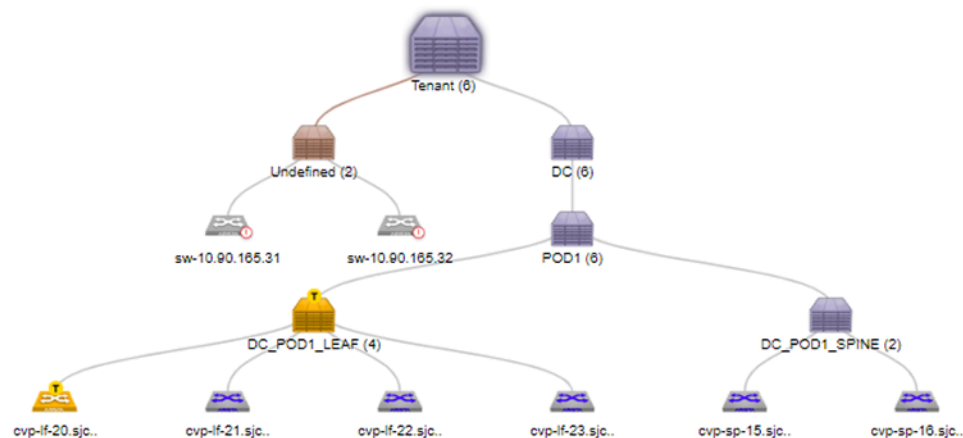 Tenant (6)
Undefined (2)
DC (6)
sw-10.90.165.31
sw-10.90.165.32
POD1 (6)
T
DC_POD1_LEAF (4)
DC_POD1_SPINE (2)
T
cvp-lf-20.sjc..
cvp-lf-21.sjc..
cvp-lf-22.sjc..
cvp-lf-23.sjc..
cvp-sp-15.sjc..
cvp-sp-16.sjc..